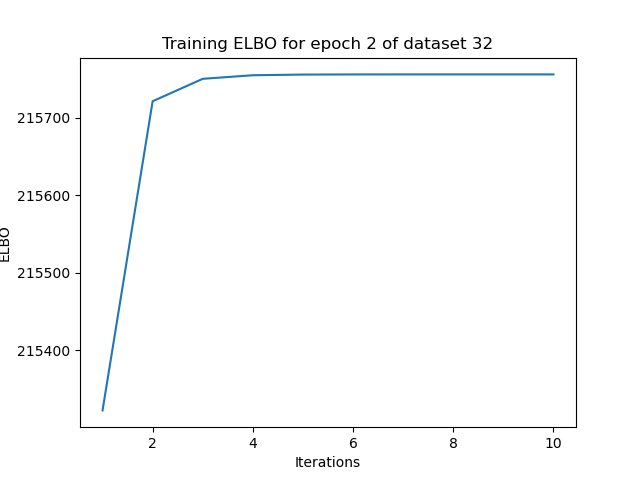 Training ELBO for epoch 2 of dataset 32
215700
215600
215500
215400
ELBO
2 4 6 8 10
Iterations